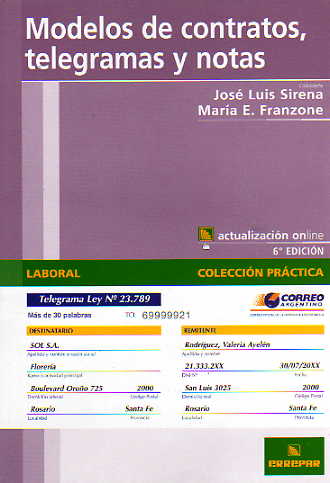 Modelos de contratos,
telegramas y notas
José Luis Sirena
María E. Franzone
actualización online
6ª EDICIÓN
LABORAL COLECCIÓN PRÁCTICA
Telegrama Ley Nº 23.789
CORREO
ARGENTINO
Más de 30 palabras TCL 69999921
DESTINATARIO REMITENTE
SOL S.A. Rodríguez, Valeria Ayelén
Apellido y nombre o razón social Apellido y nombre
Florería 21.333.2XX 30/07/20XX
Ramo o actividad principal DNI Nº Fecha
Boulevard Oroño 725 2000 San Luis 3025 2000
Domicilio laboral Código Postal Domicilio real Código Postal
Rosario Santa Fe Rosario Santa Fe
Localidad Provincia Localidad Provincia
ERREPAR